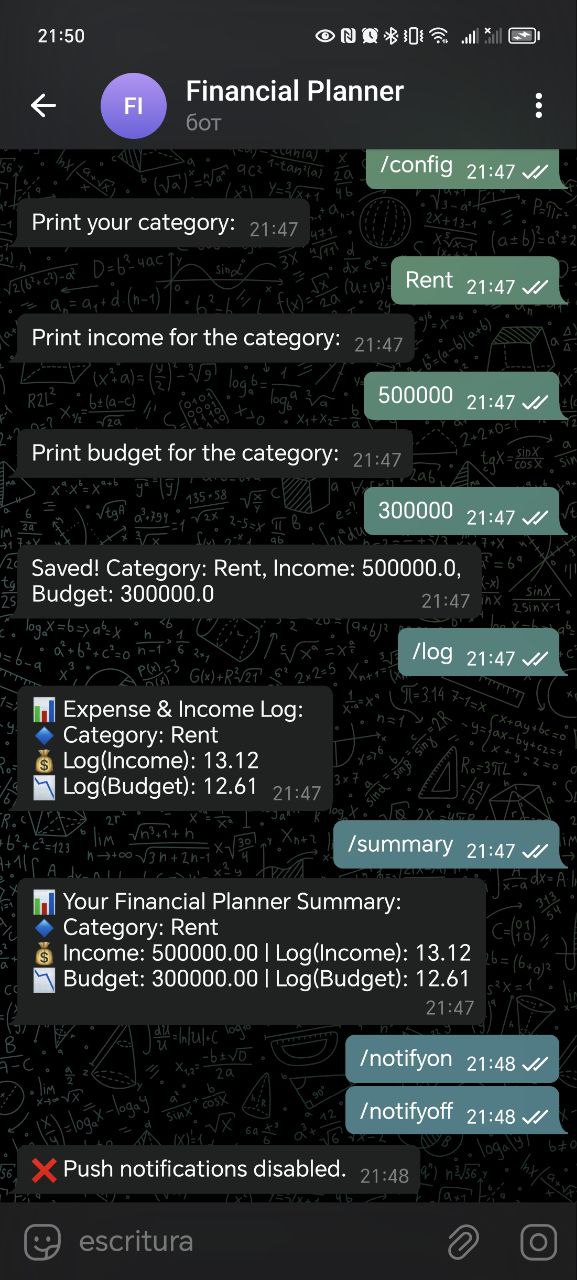 21:50
FI
Financial Planner
бот
/config 21:47
Print your category: 21:47
Rent 21:47
Print income for the category: 21:47
500000 21:47
Print budget for the category: 21:47
300000 21:47
Saved! Category: Rent, Income: 500000.0,
Budget: 300000.0 21:47
/log 21:47
Expense & Income Log:
Category: Rent
Log(Income): 13.12
Log(Budget): 12.61 21:47
/summary 21:47
Your Financial Planner Summary:
Category: Rent
Income: 500000.00 | Log(Income): 13.12
Budget: 300000.00 | Log(Budget): 12.61
21:47
/notifyon 21:48
/notifyoff 21:48
Push notifications disabled. 21:48
escritura